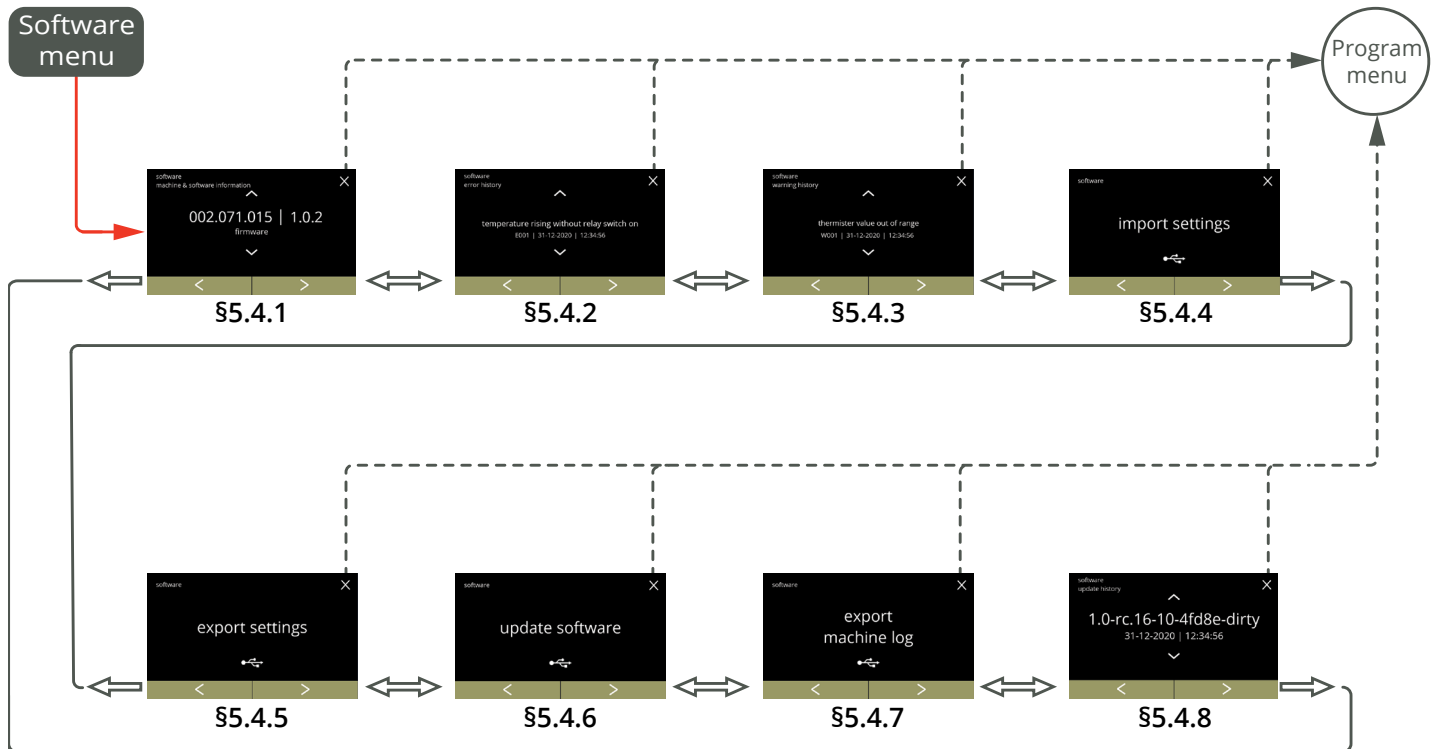 Software
menu
Program
menu
software
machine & software information
X
002.071.015 | 1.0.2
firmware
< >
§5.4.1
software
error history
X
temperature rising without relay switch on
E001 | 31-12-2020 | 12:34:56
< >
§5.4.2
software
warning history
X
thermister value out of range
W001 | 31-12-2020 | 12:34:56
< >
§5.4.3
software
X
import settings
< >
§5.4.4
software
X
export settings
< >
§5.4.5
software
X
update software
< >
§5.4.6
software
X
export
machine log
< >
§5.4.7
software
update history
X
1.0-rc.16-10-4fd8e-dirty
31-12-2020 | 12:34:56
< >
§5.4.8